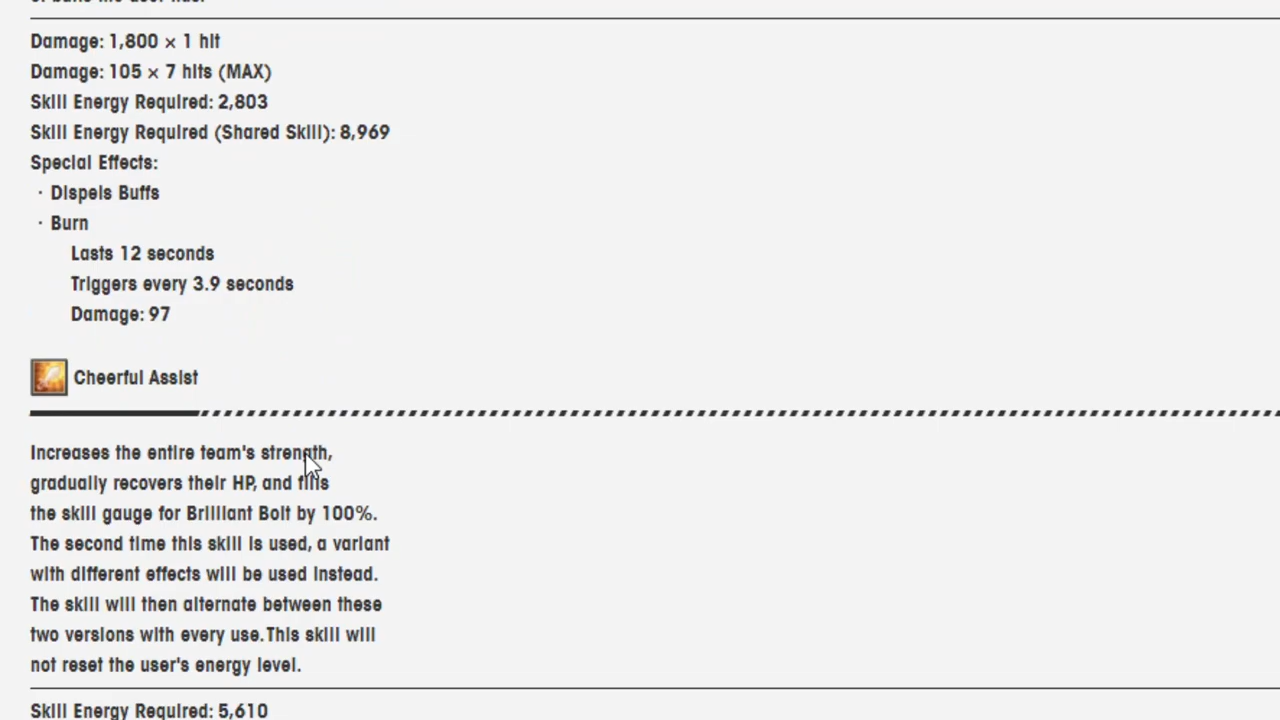 Damage: 1,800 × 1 hit
Damage: 105 × 7 hits (MAX)
Skill Energy Required: 2,803
Skill Energy Required (Shared Skill): 8,969
Special Effects:
· Dispels Buffs
· Burn
Lasts 12 seconds
Triggers every 3.9 seconds
Damage: 97
Cheerful Assist
Increases the entire team's strength,
gradually recovers their HP, and fills
the skill gauge for Brilliant Bolt by 100%.
The second time this skill is used, a variant
with different effects will be used instead.
The skill will then alternate between these
two versions with every use. This skill will
not reset the user's energy level.
Skill Energy Required: 5,610